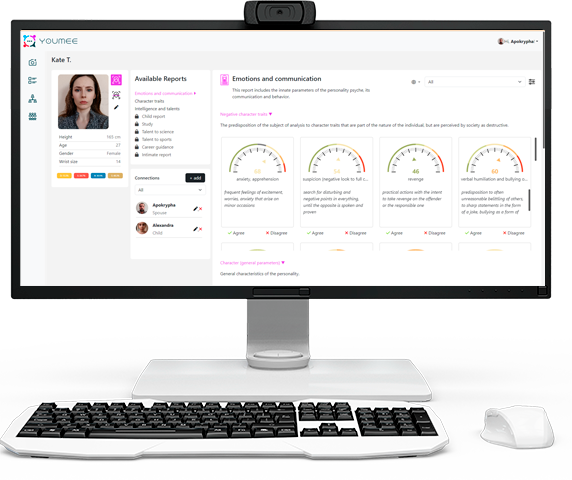 YOUMEE
Hi, Apokrypha
Kate T.
Height 165 cm
Age 27
Gender Female
Wrist size 14
Available Reports
Emotions and communication
Character traits
Intelligence and talents
Child report
Study
Talent to science
Talent to sports
Career guidance
Intimate report
Connections + add
All
Apokrypha
Spouse
Alexandra
Child
Emotions and communication
This report includes the innate parameters of the personality psyche, its
communication and behavior.
All
Negative character traits
The predisposition of the subject of analysis to character traits that are part of the nature of the individual, but are perceived by society as destructive.
anxiety, apprehension
frequent feelings of excitement,
worries, anxiety that arise on
minor occasions
Agree Disagree
suspicion (negative look to full c...
search for disturbing and
negative points in everything,
until the opposite is spoken and
proven
Agree Disagree
46
revenge
practical actions with the intent
to take revenge on the offender
or the responsible one
Agree Disagree
60
verbal humiliation and bullying o...
predisposition to often
unreasonable belittling of others,
to sharp statements in the form
of a joke, bullying as a form of
Agree Disagree
Character (general parameters)
General characteristics of the personality.